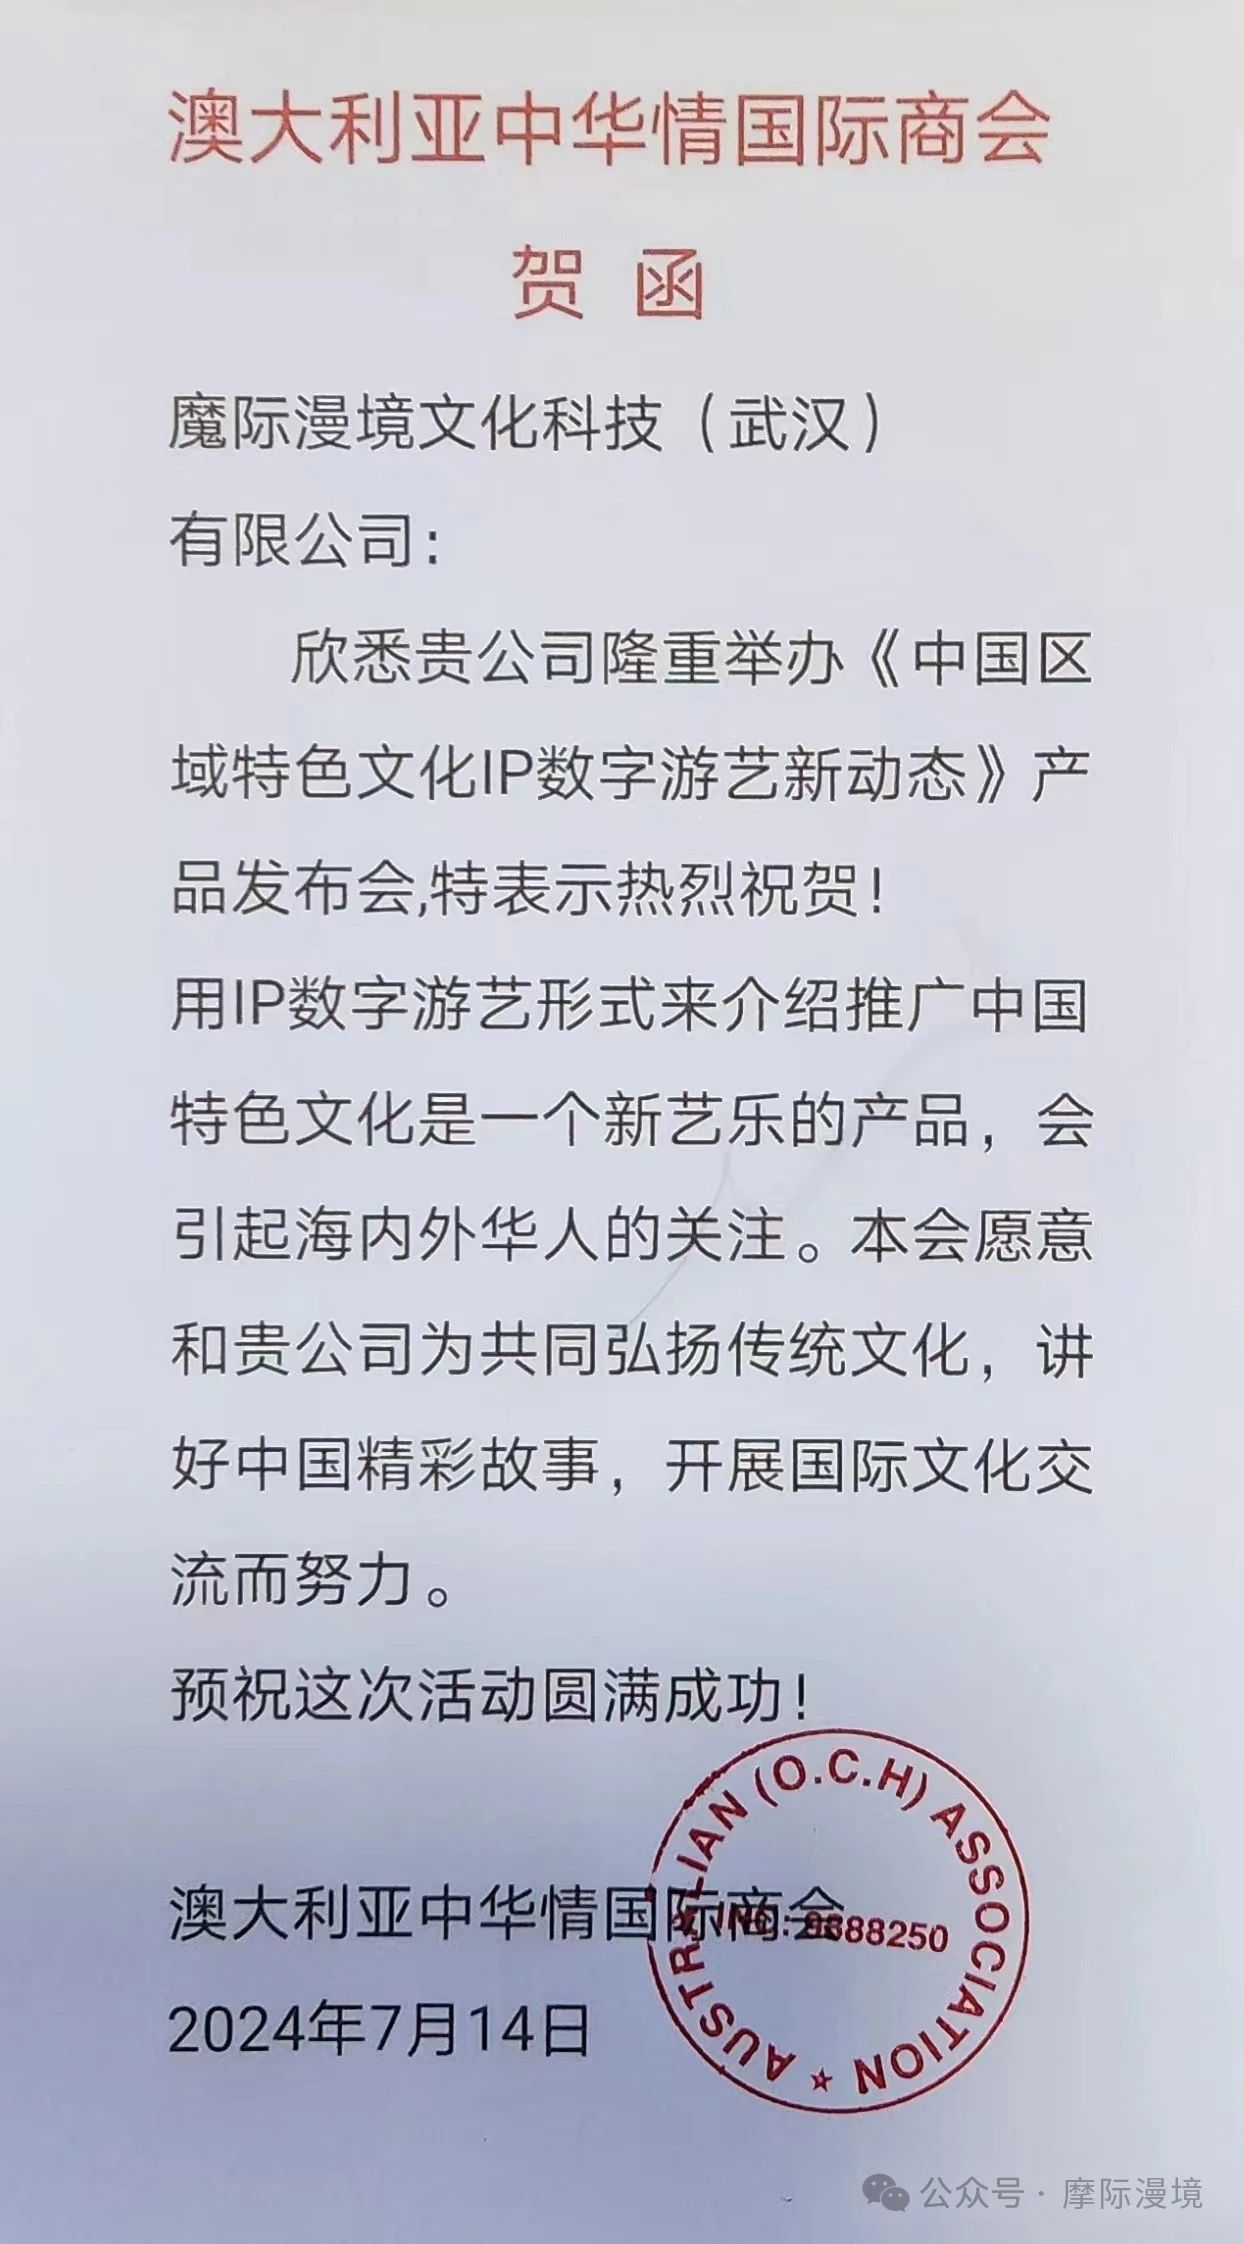 澳大利亚中华情国际商会
贺 函
魔际漫境文化科技（武汉）
有限公司：
欣悉贵公司隆重举办《中国区
域特色文化IP数字游艺新动态》产
品发布会,特表示热烈祝贺！
用IP数字游艺形式来介绍推广中国
特色文化是一个新艺乐的产品，会
引起海内外华人的关注。本会愿意
和贵公司为共同弘扬传统文化，讲
好中国精彩故事，开展国际文化交
流而努力。
预祝这次活动圆满成功！
澳大利亚中华情国际商会
2024年7月14日
AUSTRALIAN (O.C.H) ASSOCIATION
公众号 · 摩际漫境